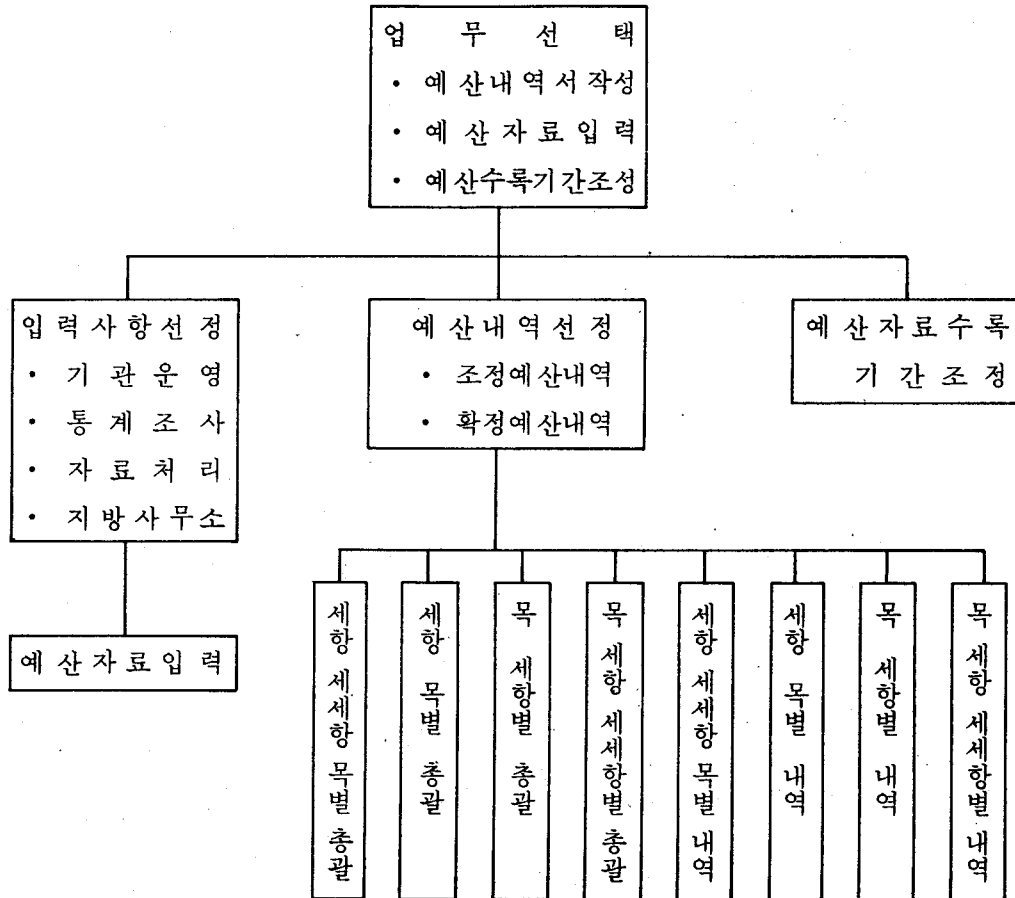 업 무 선 택
· 예산내역서작성
· 예산자료입력
· 예산수록기간조성
입력사항선정
· 기관운영
· 통계조사
· 자료처리
· 지방사무소
예산자료입력
예산내역선정
· 조정예산내역
· 확정예산내역
예산자료수록
기간조정
세항 세세항 목별 총괄
세항 목별 총괄
목 세항별 총괄
목 세항 세세항별 총괄
세항 세세항 목별 내역
세항 목별 내역
목 세항별 내역
목 세항 세세항별 내역